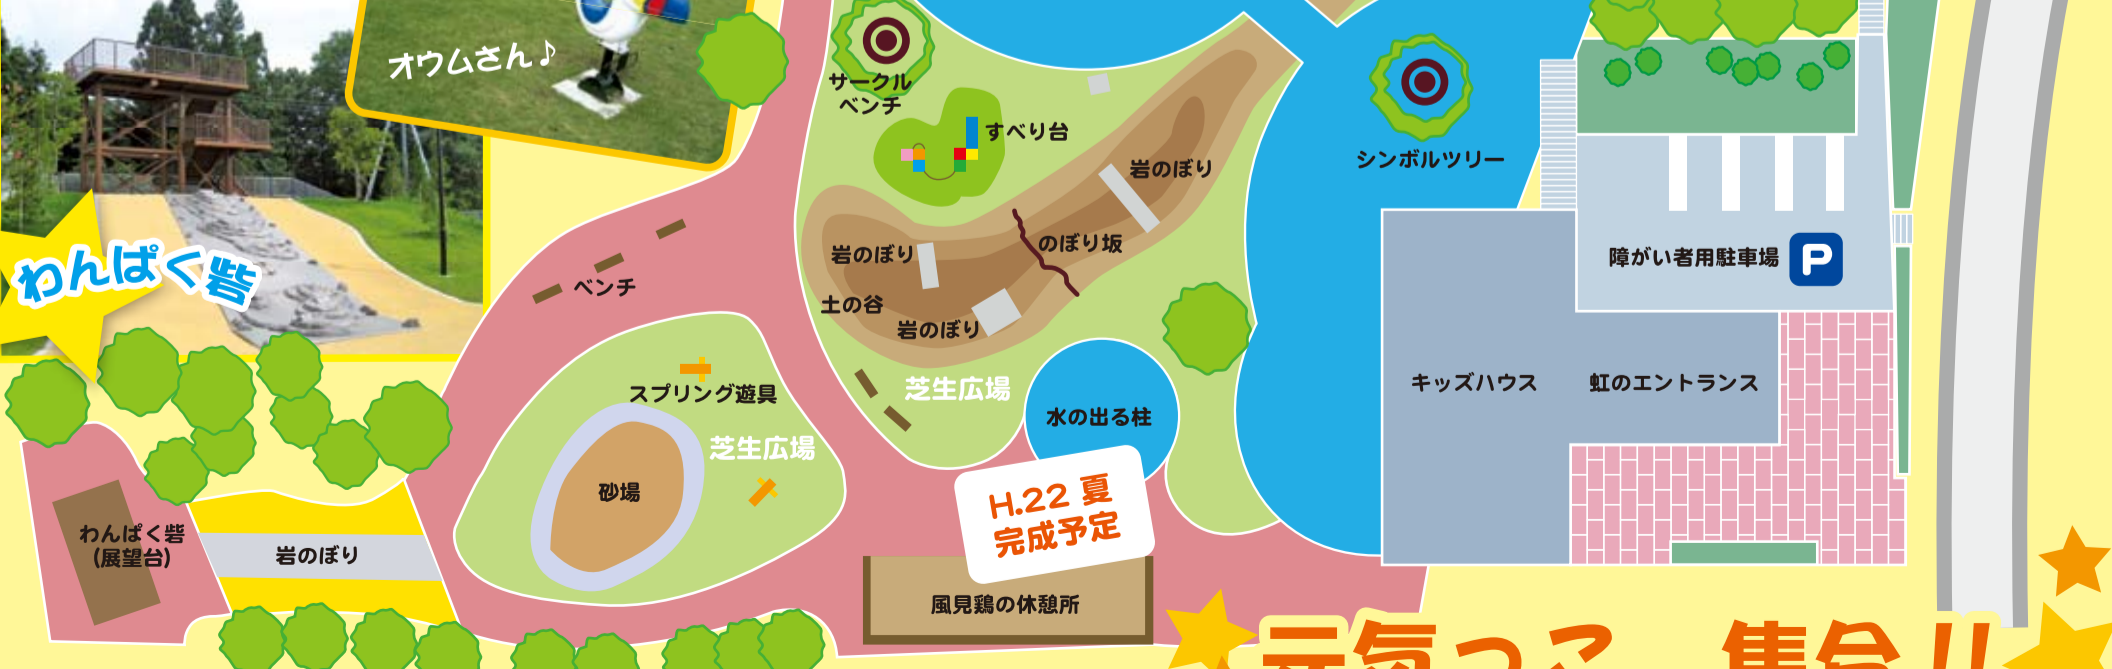 オウムさん♪
わんぱく砦
サークル
ベンチ
すべり台
岩のぼり
シンボルツリー
岩のぼり
のぼり坂
障がい者用駐車場
P
ベンチ
土の谷
岩のぼり
スプリング遊具
芝生広場
水の出る柱
キッズハウス
虹のエントランス
芝生広場
砂場
H.22 夏
完成予定
わんぱく砦
(展望台)
岩のぼり
風見鶏の休憩所
元気っこ 集合!!